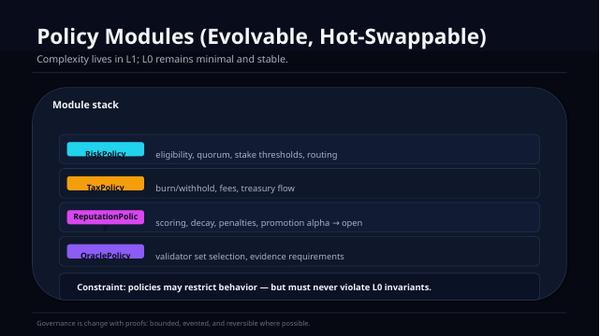 Policy Modules (Evolvable, Hot-Swappable)
Complexity lives in L1; L0 remains minimal and stable.
Module stack
RiskPolicy eligibility, quorum, stake thresholds, routing
TaxPolicy burn/withhold, fees, treasury flow
ReputationPolic scoring, decay, penalties, promotion alpha → open
OraclePolicy validator set selection, evidence requirements
Constraint: policies may restrict behavior — but must never violate L0 invariants.
Governance is change with proofs: bounded, evented, and reversible where possible.